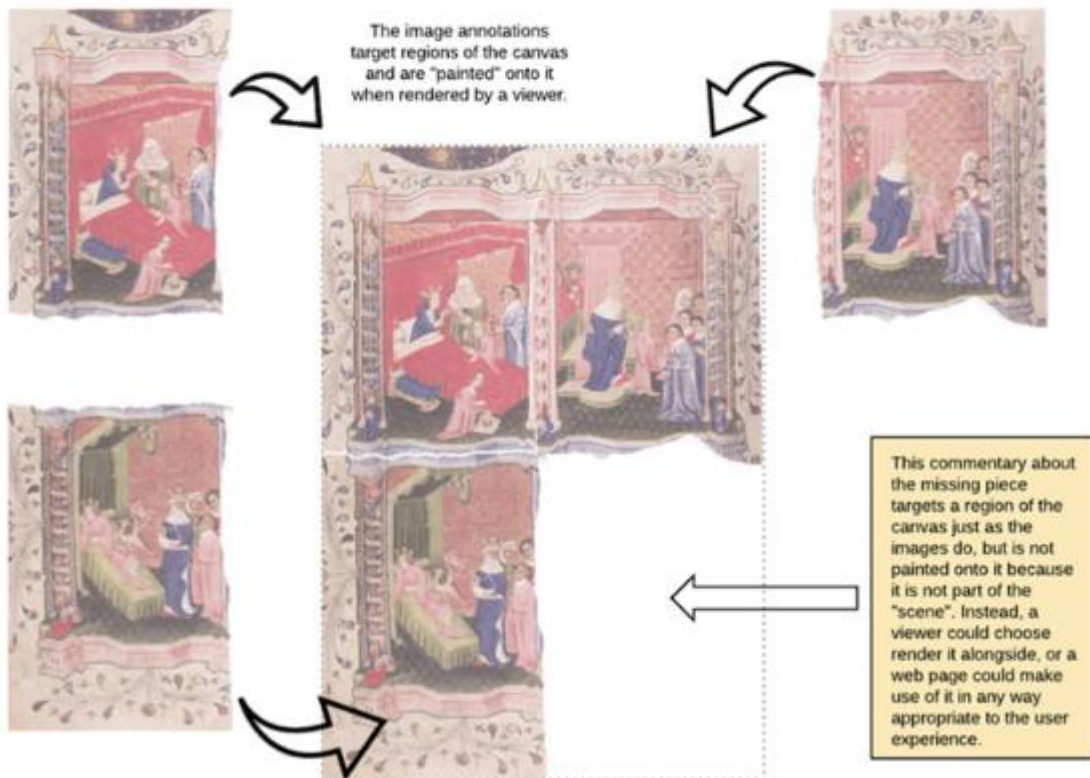 The image annotations
target regions of the canvas
and are "painted" onto it
when rendered by a viewer.
This commentary about
the missing piece
targets a region of the
canvas just as the
images do, but is not
painted onto it because
it is not part of the
"scene". Instead, a
viewer could choose
render it alongside, or a
web page could make
use of it in any way
appropriate to the user
experience.